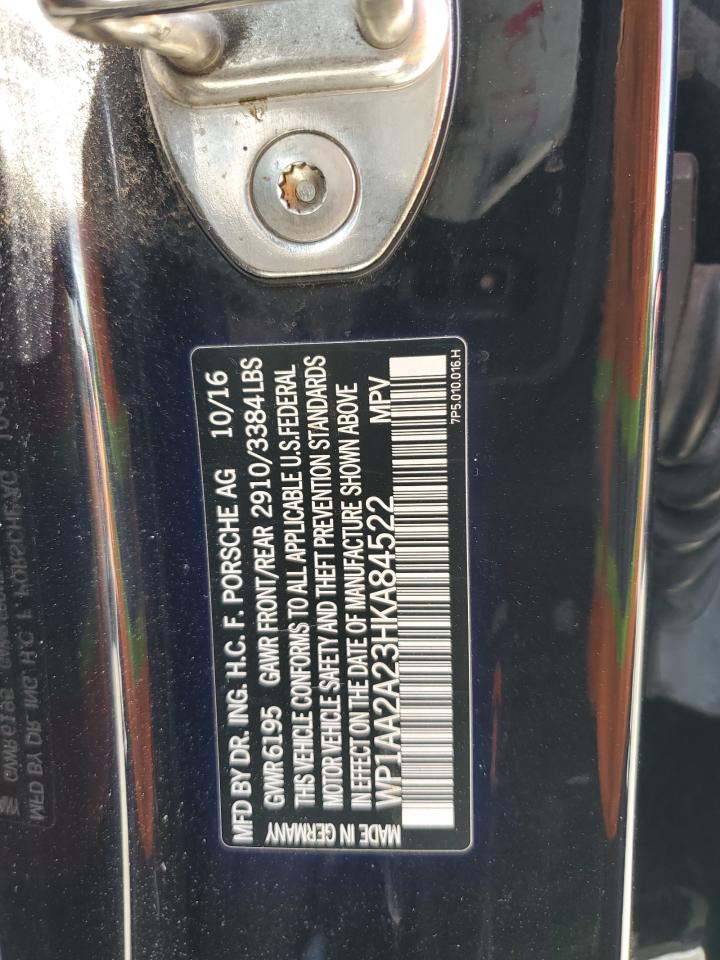 MFD BY DR. ING. H.C. F. PORSCHE AG 10/16
GVWR 6195 GAWR FRONT/REAR 2910/3384 LBS
THIS VEHICLE CONFORMS TO ALL APPLICABLE U.S. FEDERAL
MOTOR VEHICLE SAFETY AND THEFT PREVENTION STANDARDS
IN EFFECT ON THE DATE OF MANUFACTURE SHOWN ABOVE
WP1AA2A23HKA84522 MPV
MADE IN GERMANY
7P5.010.016.H